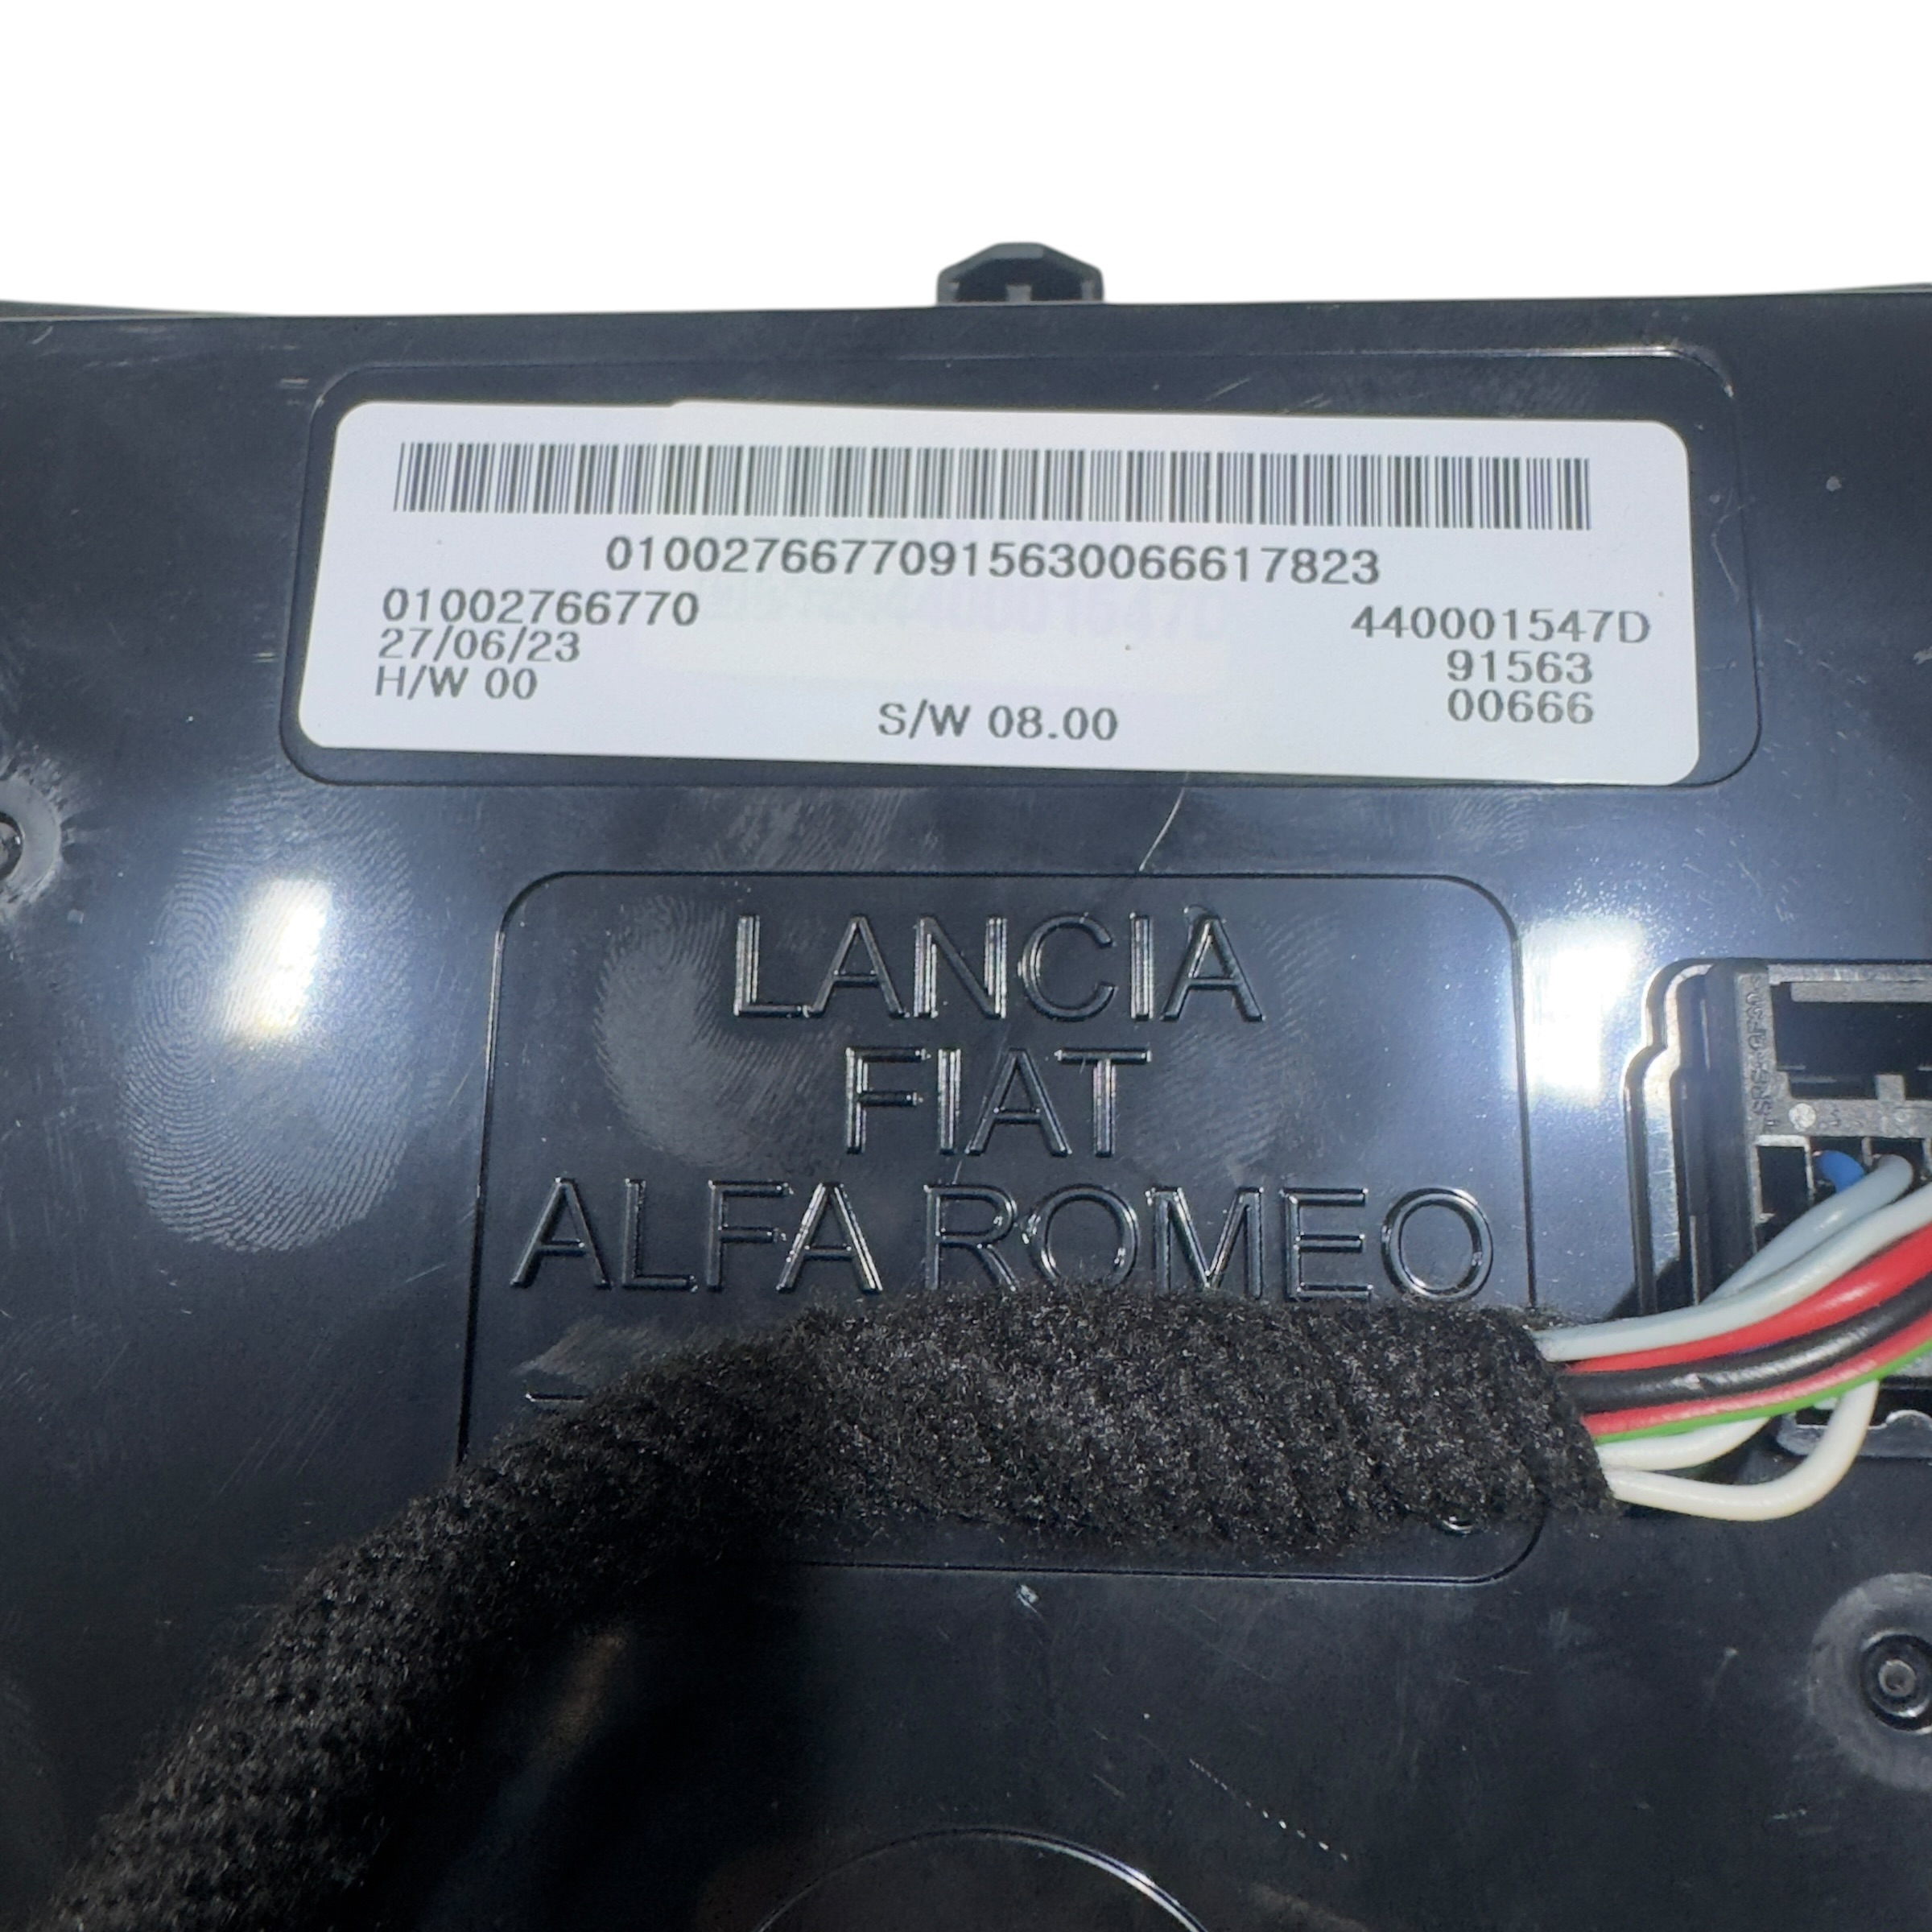 01002766770915630066617823
01002766770
440001547D
27/06/23
91563
H/W 00
00666
S/W 08.00
LANCIA
FIAT
ALFA ROMEO